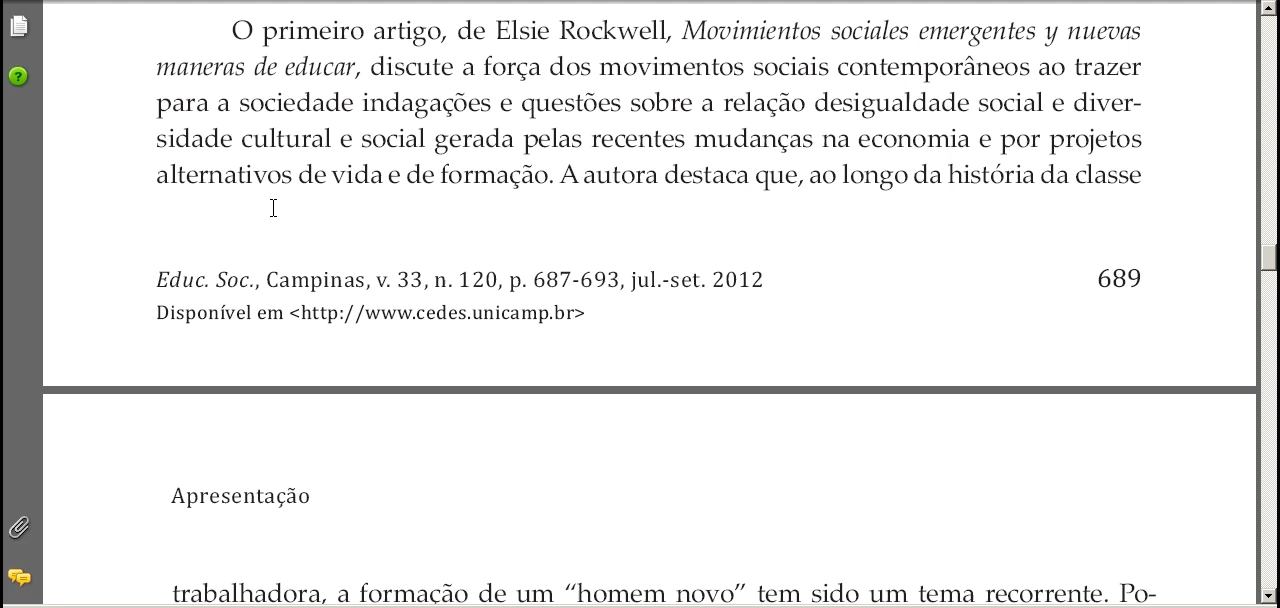 O primeiro artigo, de Elsie Rockwell, Movimientos sociales emergentes y nuevas
maneras de educar, discute a força dos movimentos sociais contemporâneos ao trazer
para a sociedade indagações e questões sobre a relação desigualdade social e diver-
sidade cultural e social gerada pelas recentes mudanças na economia e por projetos
alternativos de vida e de formação. A autora destaca que, ao longo da história da classe
Educ. Soc., Campinas, v. 33, n. 120, p. 687-693, jul.-set. 2012 689
Disponível em <http://www.cedes.unicamp.br>
Apresentação
trabalhadora, a formação de um “homem novo” tem sido um tema recorrente. Po-